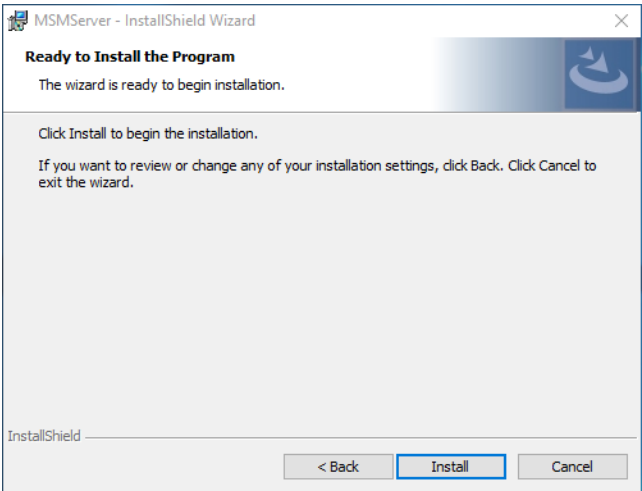 MSMServer - InstallShield Wizard
Ready to Install the Program
The wizard is ready to begin installation.
Click Install to begin the installation.
If you want to review or change any of your installation settings, click Back. Click Cancel to
exit the wizard.
InstallShield
< Back
Install
Cancel